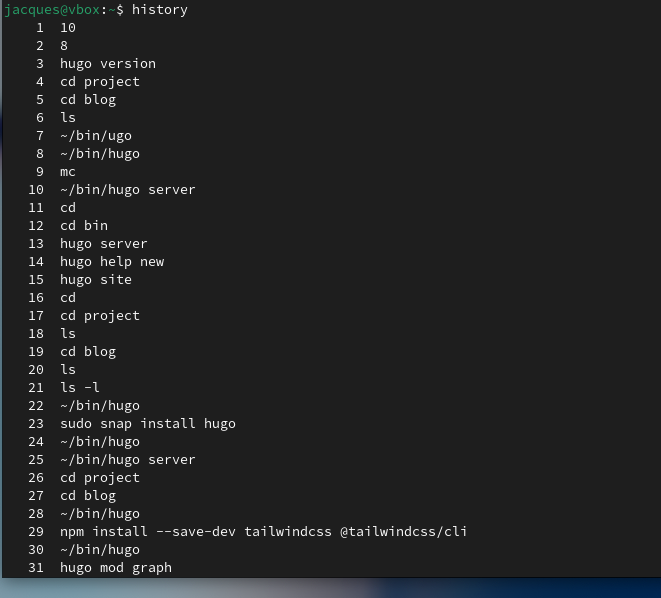 jacques@vbox:~$ history
1 10
2 8
3 hugo version
4 cd project
5 cd blog
6 ls
7 ~/bin/ugo
8 ~/bin/hugo
9 mc
10 ~/bin/hugo server
11 cd
12 cd bin
13 hugo server
14 hugo help new
15 hugo site
16 cd
17 cd project
18 ls
19 cd blog
20 ls
21 ls -l
22 ~/bin/hugo
23 sudo snap install hugo
24 ~/bin/hugo
25 ~/bin/hugo server
26 cd project
27 cd blog
28 ~/bin/hugo
29 npm install --save-dev tailwindcss @tailwindcss/cli
30 ~/bin/hugo
31 hugo mod graph